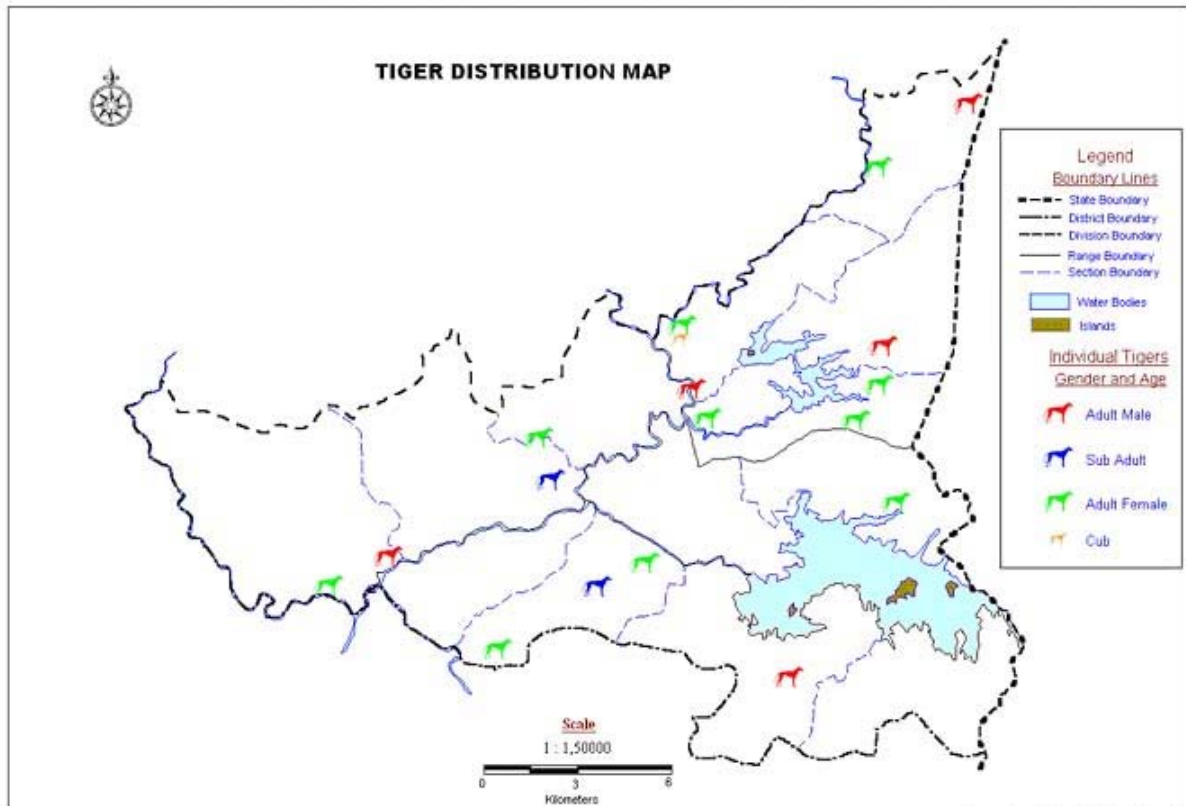 TIGER DISTRIBUTION MAP
Legend
Boundary Lines
State Boundary
District Boundary
Division Boundary
Range Boundary
Section Boundary
Water Bodies
Islands
Individual Tigers
Gender and Age
Adult Male
Sub Adult
Adult Female
Cub
Scale
1 : 1,50000
0 3 6
Kilometers